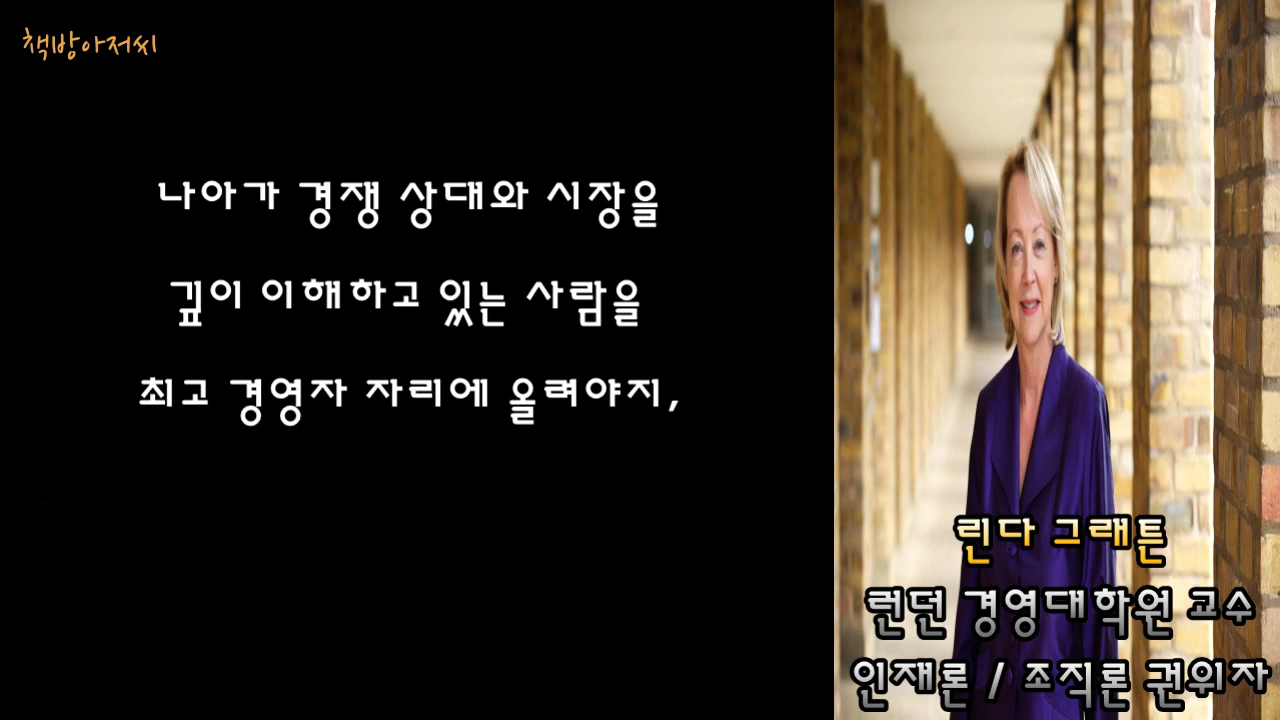 책방아저씨
나아가 경쟁 상대와 시장을
깊이 이해하고 있는 사람을
최고 경영자 자리에 올려야지,
린다 그래튼
런던 경영대학원 교수
인재론 / 조직론 권위자